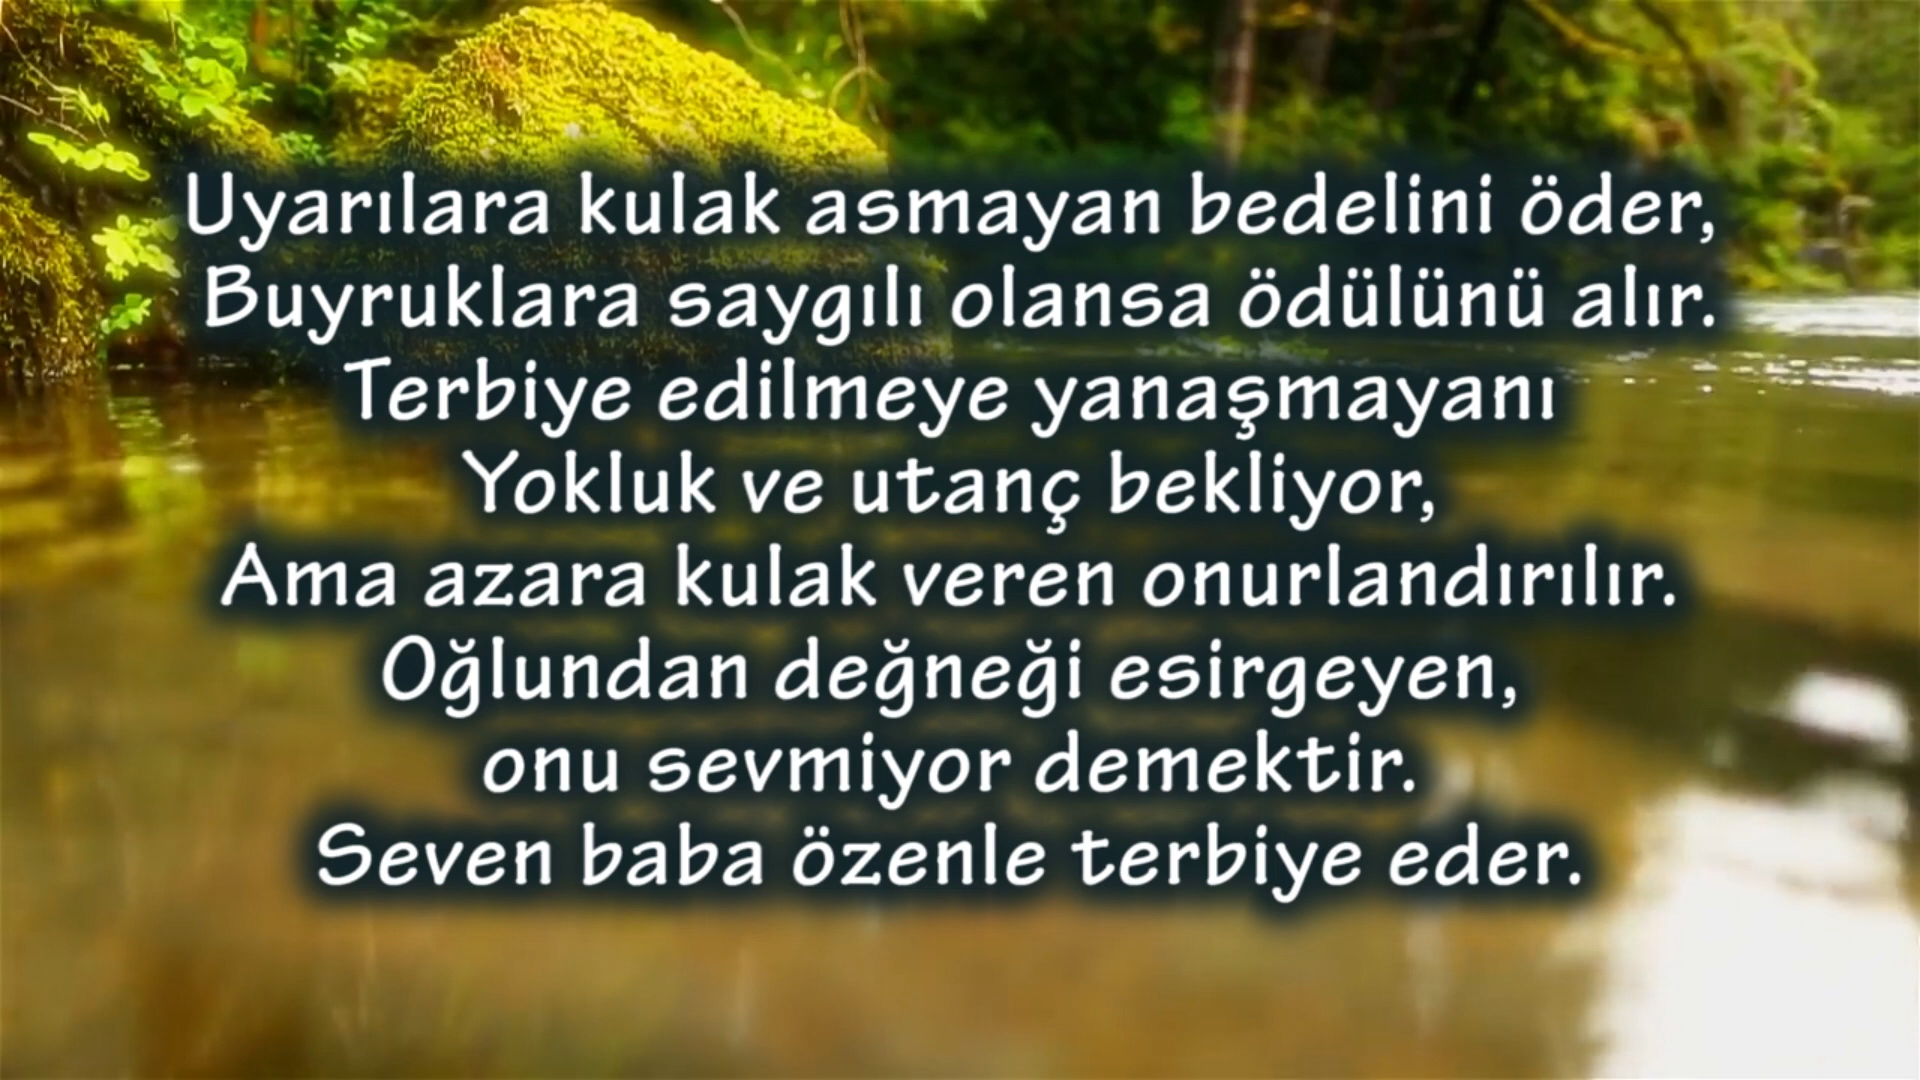 Uyarılara kulak asmayan bedelini öder,
Buyruklara saygılı olansa ödülünü alır.
Terbiye edilmeye yanaşmayanı
Yokluk ve utanç bekliyor,
Ama azara kulak veren onurlandırılır.
Oğlundan değneği esirgeyen,
onu sevmiyor demektir.
Seven baba özenle terbiye eder.